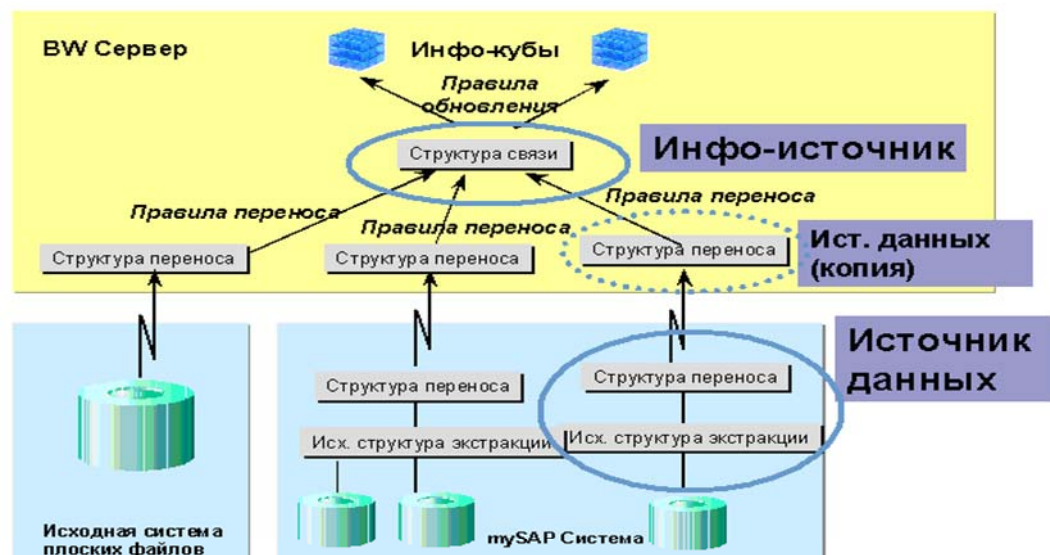 BW Сервер
Инфо-кубы
Правила
обновления
Структура связи
Инфо-источник
Правила переноса
Правила переноса
Правила переноса
Структура переноса
Структура переноса
Структура переноса
Ист. данных
(копия)
Источник
данных
Структура переноса
Структура переноса
Исх. структура экстракции
Исх. структура экстракции
Исходная система
плоских файлов
mySAP Система